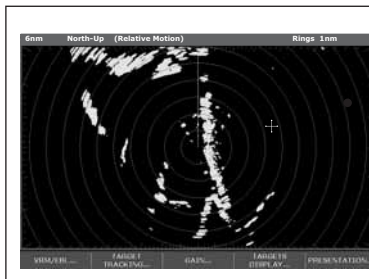 6nm North-Up (Relative Motion) Rings 1nm
VRM/EBL... TARGET TRACKING... GAIN... TARGETS DISPLAY... PRESENTATION...